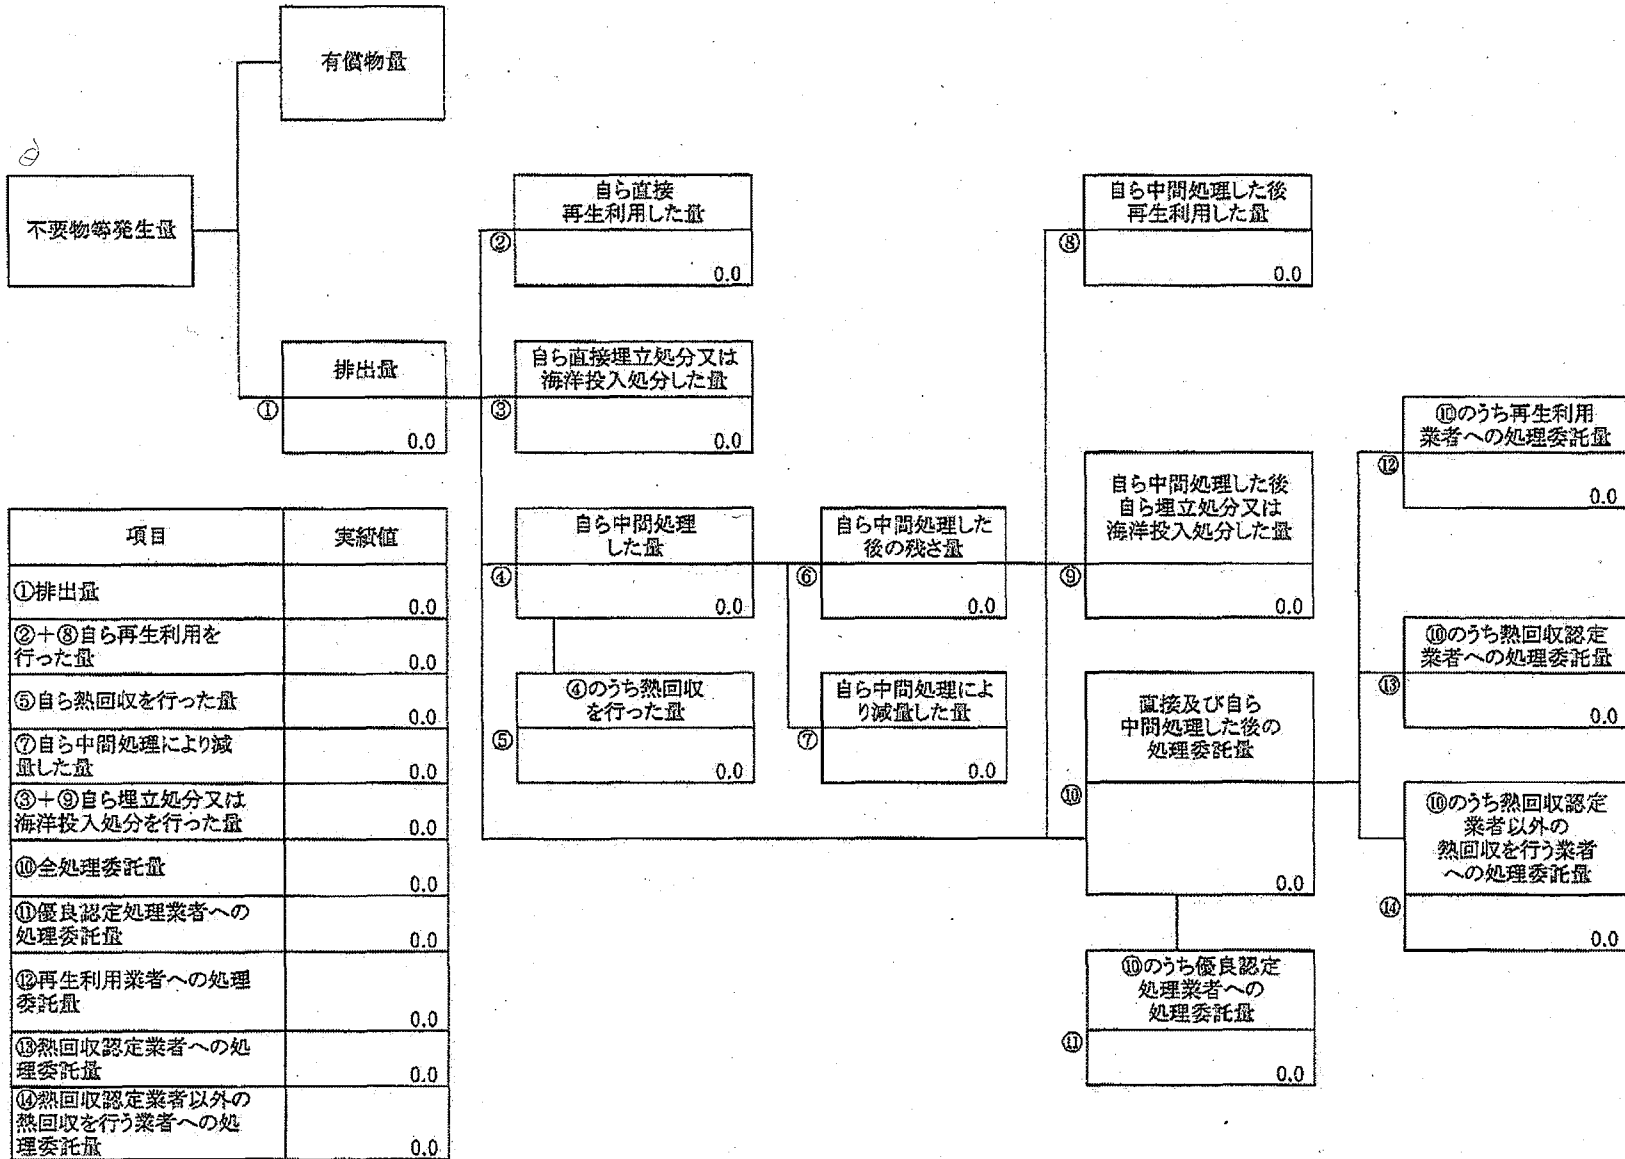 有償物量
不要物等発生量
自ら直接
再生利用した量
②
0.0
自ら中間処理した後
再生利用した量
⑧
0.0
排出量
①
0.0
自ら直接埋立処分又は
海洋投入処分した量
③
0.0
⑩のうち再生利用
業者への処理委託量
⑫
0.0
自ら中間処理した後
自ら埋立処分又は
海洋投入処分した量
⑨
0.0
自ら中間処理
した量
④
0.0
自ら中間処理した
後の残さ量
⑥
0.0
⑩のうち熱回収認定
業者への処理委託量
⑬
0.0
④のうち熱回収
を行った量
⑤
0.0
自ら中間処理によ
り減量した量
⑦
0.0
直接及び自ら
中間処理した後の
処理委託量
⑩
0.0
⑩のうち熱回収認定
業者以外の
熱回収を行う業者
への処理委託量
⑭
0.0
⑩のうち優良認定
処理業者への
処理委託量
⑪
0.0
項目 実績値
①排出量 0.0
②+⑧自ら再生利用を
行った量 0.0
⑤自ら熱回収を行った量 0.0
⑦自ら中間処理により減
量した量 0.0
③+⑨自ら埋立処分又は
海洋投入処分を行った量 0.0
⑩全処理委託量 0.0
⑪優良認定処理業者への
処理委託量 0.0
⑫再生利用業者への処理
委託量 0.0
⑬熱回収認定業者への処
理委託量 0.0
⑭熱回収認定業者以外の
熱回収を行う業者への処
理委託量 0.0